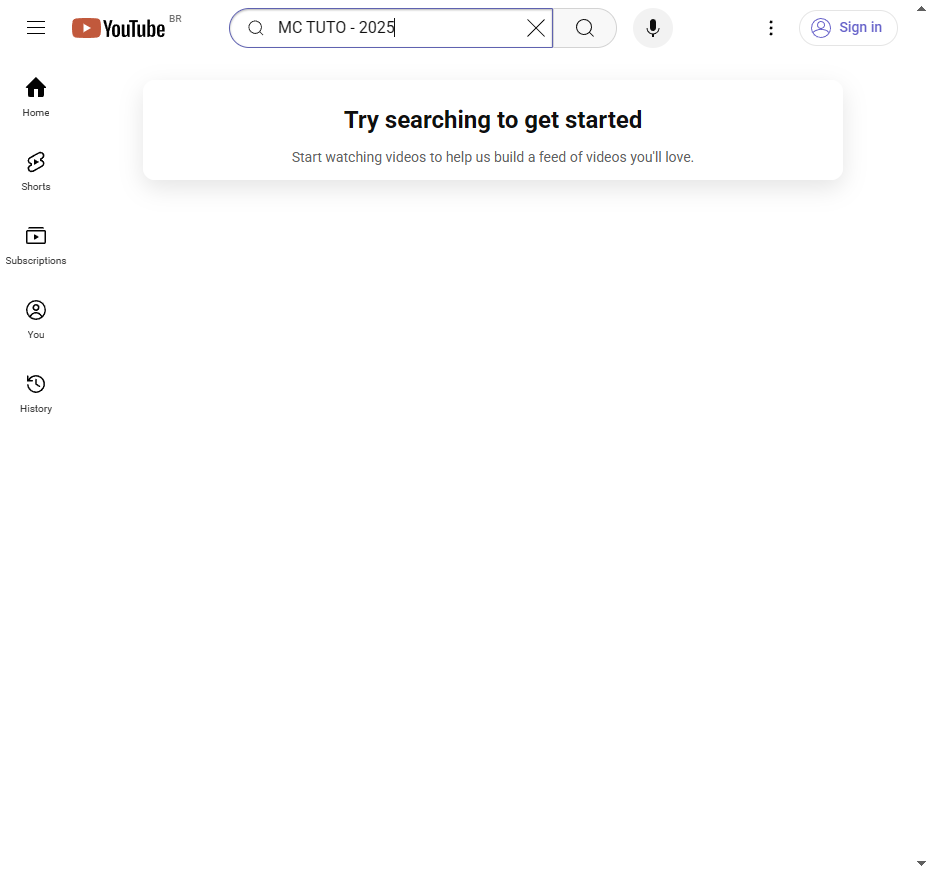 YouTube BR
MC TUTO - 2025
Sign in
Home
Shorts
Subscriptions
You
History
Try searching to get started
Start watching videos to help us build a feed of videos you'll love.